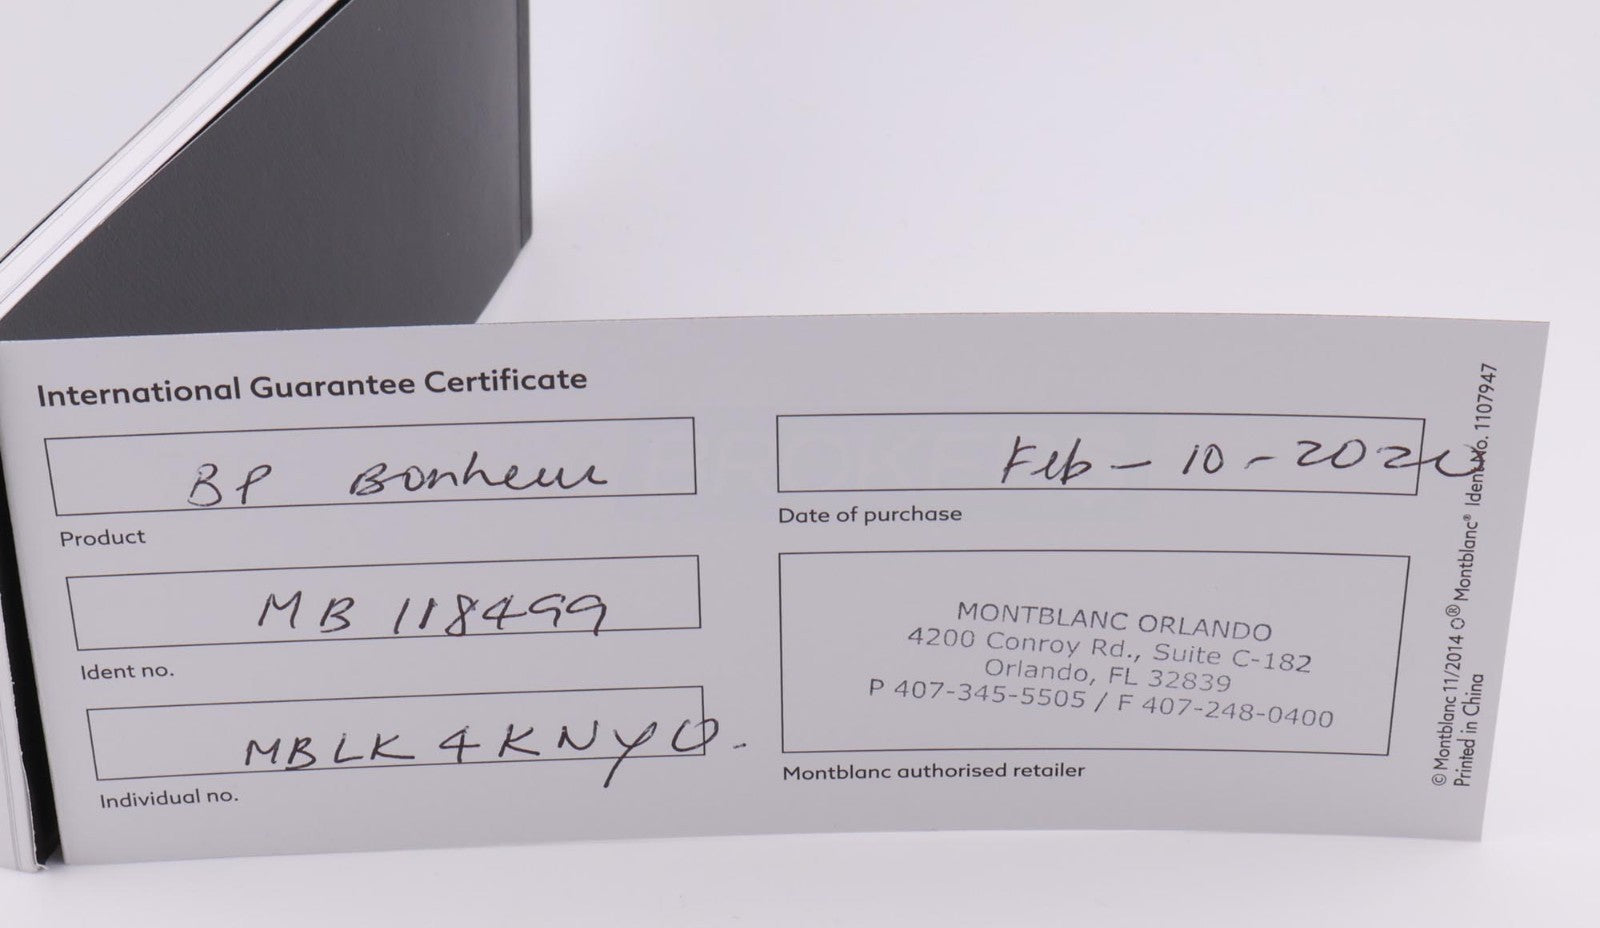 International Guarantee Certificate
BP Bonheur
Product
MB 118499
Ident no.
MBLK4KNYO.
Individual no.
Feb - 10 - 2020
Date of purchase
MONTBLANC ORLANDO
4200 Conroy Rd., Suite C-182
Orlando, FL 32839
P 407-345-5505 / F 407-248-0400
Montblanc authorised retailer
© Montblanc 11/2014 O® Montblanc® Ident No. 1107947
Printed in China